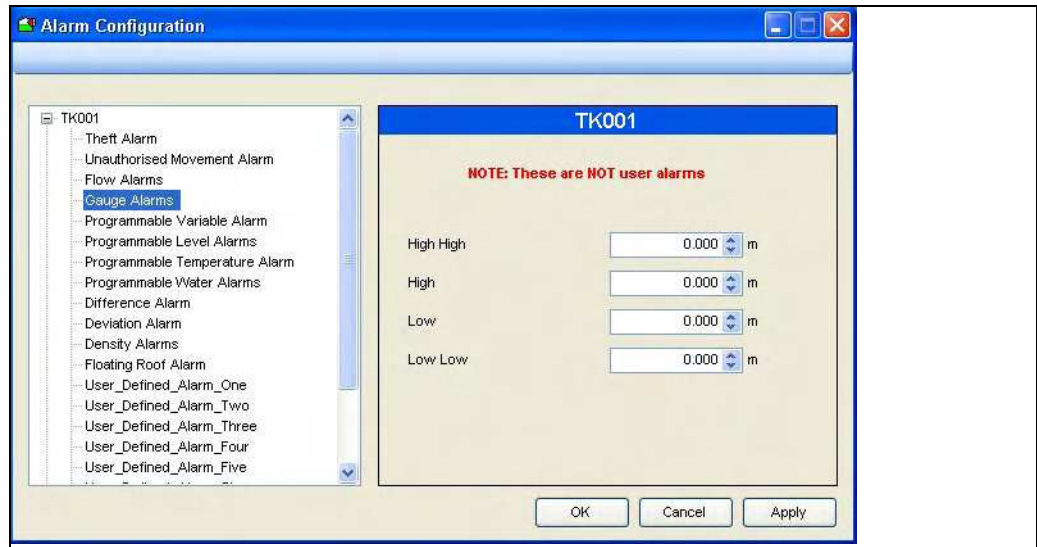 Alarm Configuration
TK001
Theft Alarm
Unauthorised Movement Alarm
Flow Alarms
Gauge Alarms
Programmable Variable Alarm
Programmable Level Alarms
Programmable Temperature Alarm
Programmable Water Alarms
Difference Alarm
Deviation Alarm
Density Alarms
Floating Roof Alarm
User_Defined_Alarm_One
User_Defined_Alarm_Two
User_Defined_Alarm_Three
User_Defined_Alarm_Four
User_Defined_Alarm_Five
TK001
NOTE: These are NOT user alarms
High High 0.000 m
High 0.000 m
Low 0.000 m
Low Low 0.000 m
OK Cancel Apply